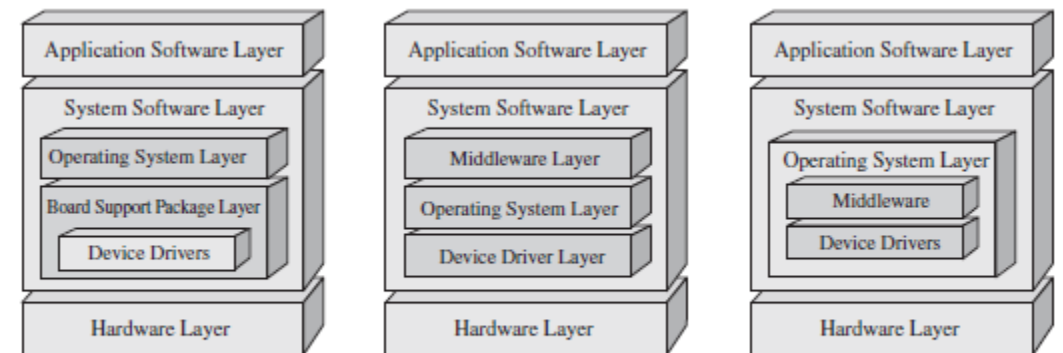 Application Software Layer
System Software Layer
Operating System Layer
Board Support Package Layer
Device Drivers
Hardware Layer
Application Software Layer
System Software Layer
Middleware Layer
Operating System Layer
Device Driver Layer
Hardware Layer
Application Software Layer
System Software Layer
Operating System Layer
Middleware
Device Drivers
Hardware Layer